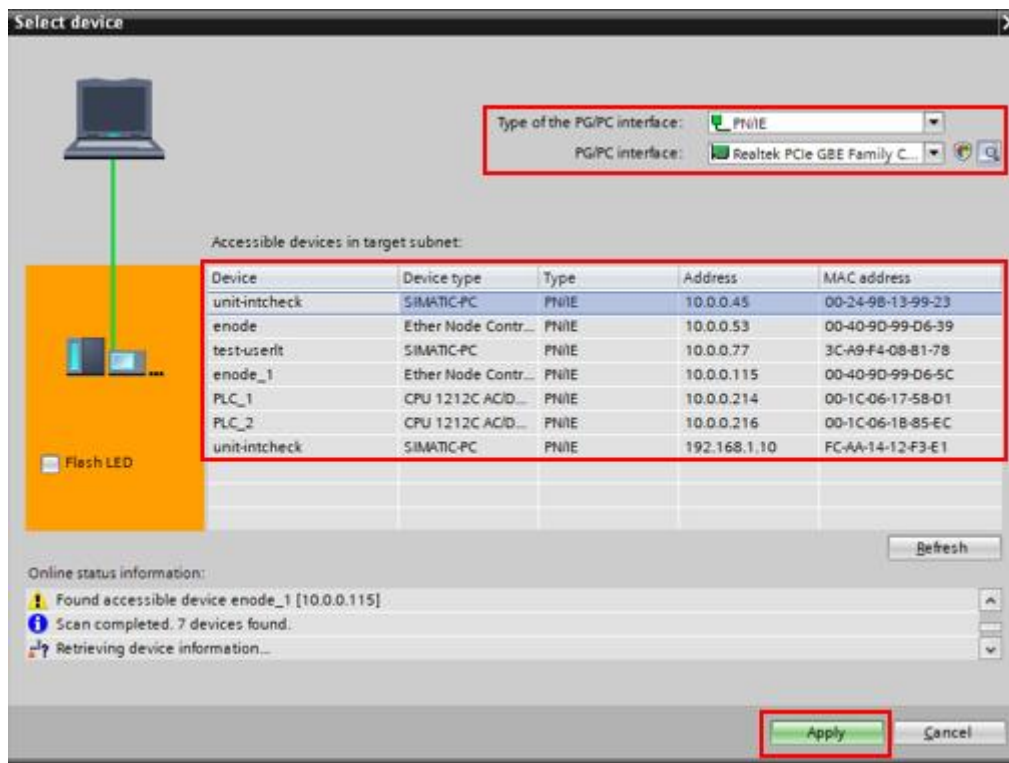 Select device
Type of the PG/PC interface: PN/IE
PG/PC interface: Realtek PCIe GBE Family C...
Accessible devices in target subnet:
Device Device type Type Address MAC address
unit-intcheck SIMATIC-PC PN/IE 10.0.0.45 00-24-9B-13-99-23
enode Ether Node Contr... PN/IE 10.0.0.53 00-40-9D-99-D6-39
test-userlt SIMATIC-PC PN/IE 10.0.0.77 3C-A9-F4-08-B1-78
enode_1 Ether Node Contr... PN/IE 10.0.0.115 00-40-9D-99-D6-5C
PLC_1 CPU 1212C AC/D... PN/IE 10.0.0.214 00-1C-06-17-58-D1
PLC_2 CPU 1212C AC/D... PN/IE 10.0.0.216 00-1C-06-18-85-EC
unit-intcheck SIMATIC-PC PN/IE 192.168.1.10 FC-AA-14-12-F3-E1
Flash LED
Refresh
Online status information:
Found accessible device enode_1 [10.0.0.115]
Scan completed. 7 devices found.
Retrieving device information...
Apply Cancel